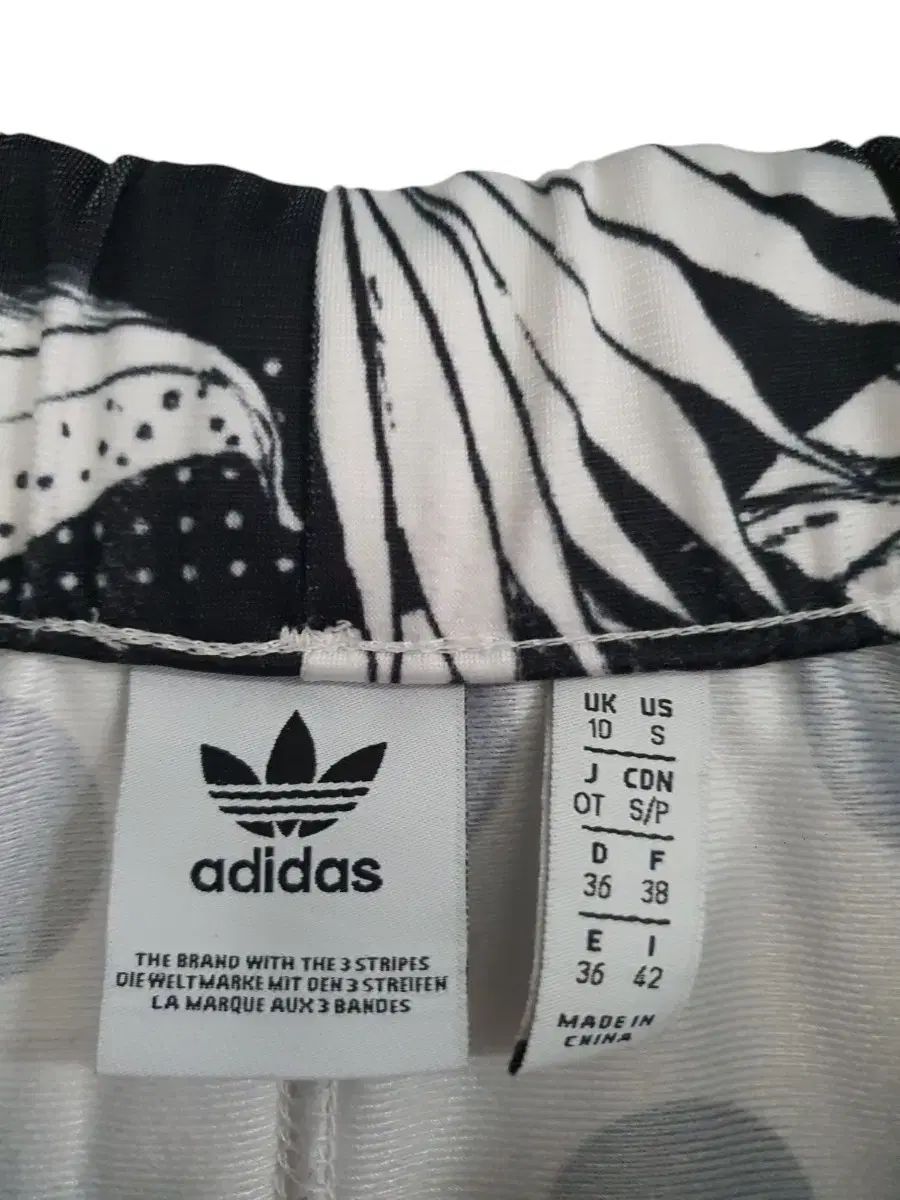 adidas
THE BRAND WITH THE 3 STRIPES
DIE WELTMARKE MIT DEN 3 STREIFEN
LA MARQUE AUX 3 BANDES
UK US
10 S
J CDN
OT S/P
D F
36 38
E I
36 42
MADE IN
CHINA